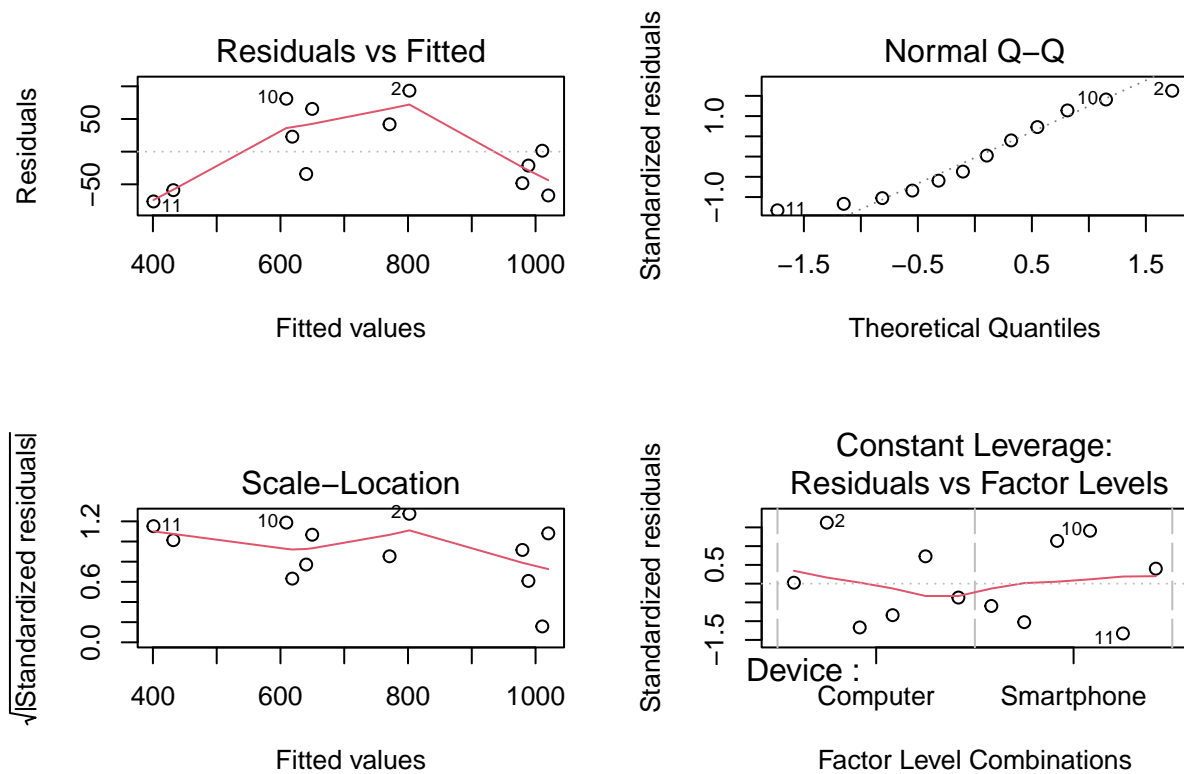 Residuals vs Fitted
Residuals
50
−50
10
2
11
400
600
800
1000
Fitted values
Normal Q−Q
Standardized residuals
1.0
−1.0
10
2
11
−1.5
−0.5
0.5
1.5
Theoretical Quantiles
Scale−Location
√|Standardized residuals|
1.2
0.6
0.0
11
10
2
400
600
800
1000
Fitted values
Constant Leverage:
Residuals vs Factor Levels
Standardized residuals
0.5
−1.5
2
10
11
Device :
Computer
Smartphone
Factor Level Combinations